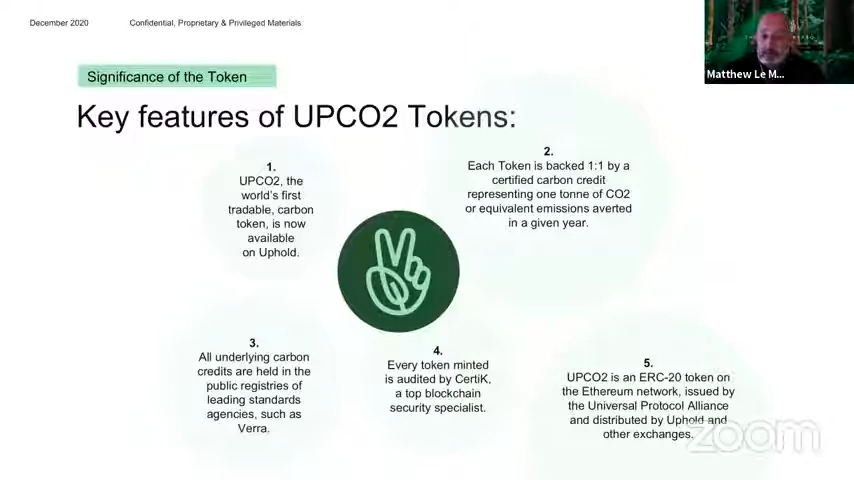 December 2020
Confidential, Proprietary & Privileged Materials
Matthew Le M...
Significance of the Token
Key features of UPCO2 Tokens:
1.
UPCO2, the
world's first
tradable, carbon
token, is now
available
on Uphold.
2.
Each Token is backed 1:1 by a
certified carbon credit
representing one tonne of CO2
or equivalent emissions averted
in a given year.
3.
All underlying carbon
credits are held in the
public registries of
leading standards
agencies, such as
Verra.
4.
Every token minted
is audited by CertiK,
a top blockchain
security specialist.
5.
UPCO2 is an ERC-20 token on
the Ethereum network, issued by
the Universal Protocol Alliance
and distributed by Uphold and
other exchanges.
zoom